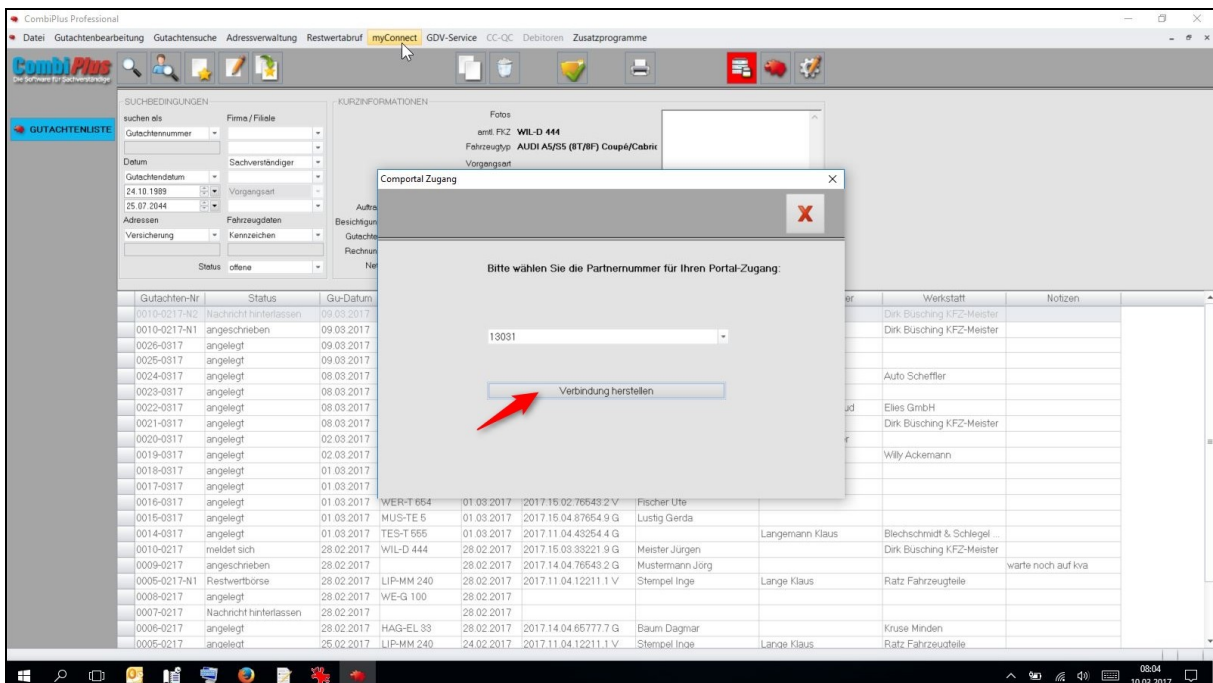 CombiPlus Professional
Datei Gutachtenbearbeitung Gutachtensuche Adressverwaltung Restwertabruf myConnect GDV-Service CC-QC Debitoren Zusatzprogramme
CombiPlus
Die Software für Sachverständige
GUTACHTENLISTE
SUCHBEDINGUNGEN
suchen als Firma / Filiale
Gutachtennummer
Datum Sachverständiger
Gutachtendatum
24.10.1989 Vorgangsart
25.07.2044
Adressen Fahrzeugdaten
Versicherung Kennzeichen
Status offene
KURZINFORMATIONEN
Fotos
amtl. FKZ WIL-D 444
Fahrzeugtyp AUDI A5/S5 (8T/8F) Coupé/Cabric
Vorgangsart
Auftra
Besichtigun
Gutachte
Rechnun
Ne
Comportal Zugang
X
Bitte wählen Sie die Partnernummer für Ihren Portal-Zugang:
13031
Verbindung herstellen
Gutachten-Nr Status Gu-Datum er Werkstatt Notizen
0010-0217-N2 Nachricht hinterlassen 09.03.2017 Dirk Büsching KFZ-Meister
0010-0217-N1 angeschrieben 09.03.2017 Dirk Büsching KFZ-Meister
0026-0317 angelegt 09.03.2017
0025-0317 angelegt 09.03.2017
0024-0317 angelegt 08.03.2017 Auto Scheffler
0023-0317 angelegt 08.03.2017
0022-0317 angelegt 08.03.2017 ud Elies GmbH
0021-0317 angelegt 08.03.2017 Dirk Büsching KFZ-Meister
0020-0317 angelegt 02.03.2017 r
0019-0317 angelegt 02.03.2017 Willy Ackemann
0018-0317 angelegt 01.03.2017
0017-0317 angelegt 01.03.2017
0016-0317 angelegt 01.03.2017 WER-T 654 01.03.2017 2017.15.02.76543.2 V Fischer Ute
0015-0317 angelegt 01.03.2017 MUS-TE 5 01.03.2017 2017.15.04.87654.9 G Lustig Gerda
0014-0317 angelegt 01.03.2017 TES-T 555 01.03.2017 2017.11.04.43254.4 G Langemann Klaus Blechschmidt & Schlegel ...
0010-0217 meldet sich 28.02.2017 WIL-D 444 28.02.2017 2017.15.03.33221.9 G Meister Jürgen Dirk Büsching KFZ-Meister
0009-0217 angeschrieben 28.02.2017 28.02.2017 2017.14.04.76543.2 G Mustermann Jörg warte noch auf kva
0005-0217-N1 Restwertbörse 28.02.2017 LIP-MM 240 28.02.2017 2017.11.04.12211.1 V Stempel Inge Lange Klaus Ratz Fahrzeugteile
0008-0217 angelegt 28.02.2017 WE-G 100 28.02.2017
0007-0217 Nachricht hinterlassen 28.02.2017 28.02.2017
0006-0217 angelegt 28.02.2017 HAG-EL 33 28.02.2017 2017.14.04.65777.7 G Baum Dagmar Kruse Minden
0005-0217 angelegt 25.02.2017 LIP-MM 240 24.02.2017 2017.11.04.12211.1 V Stempel Inge Lange Klaus Ratz Fahrzeugteile
08:04
10.03.2017